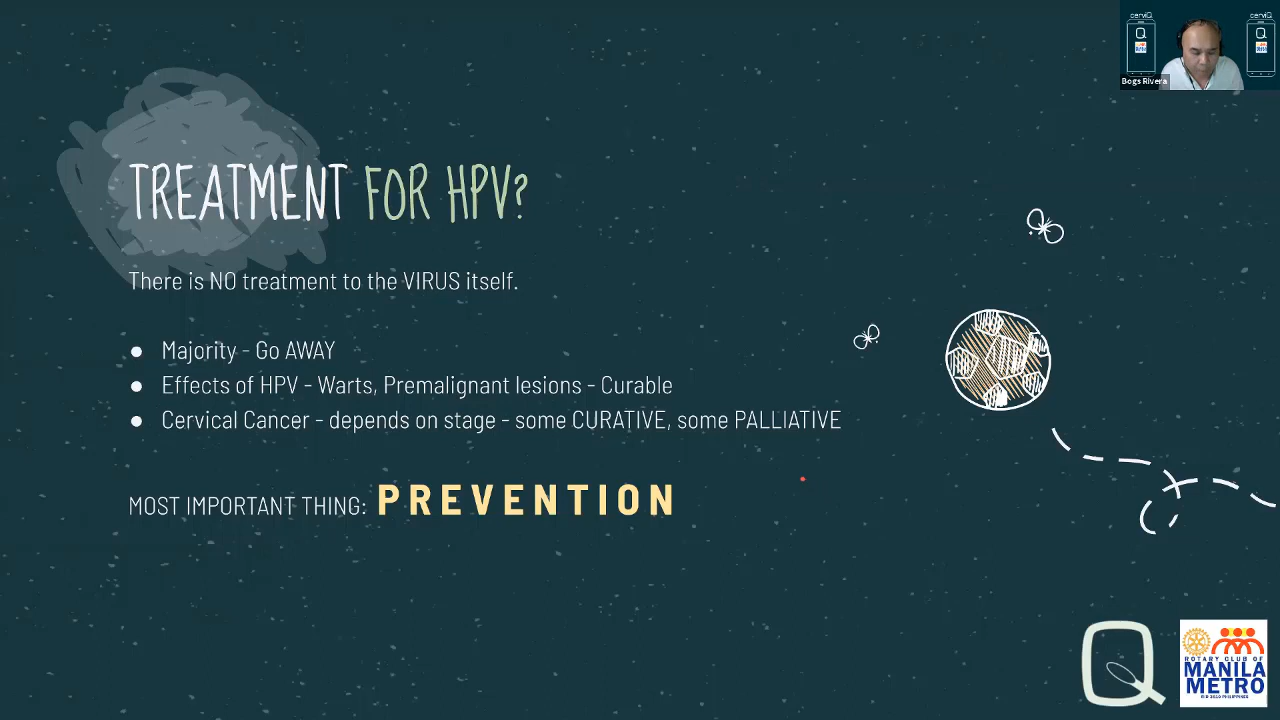 cerviQ
cerviQ
Q
Q
Bogs Rivera
TREATMENT FOR HPV?
There is NO treatment to the VIRUS itself.
● Majority - Go AWAY
● Effects of HPV - Warts, Premalignant lesions - Curable
● Cervical Cancer - depends on stage - some CURATIVE, some PALLIATIVE
MOST IMPORTANT THING: PREVENTION
Q
ROTARY CLUB OF
MANILA
METRO